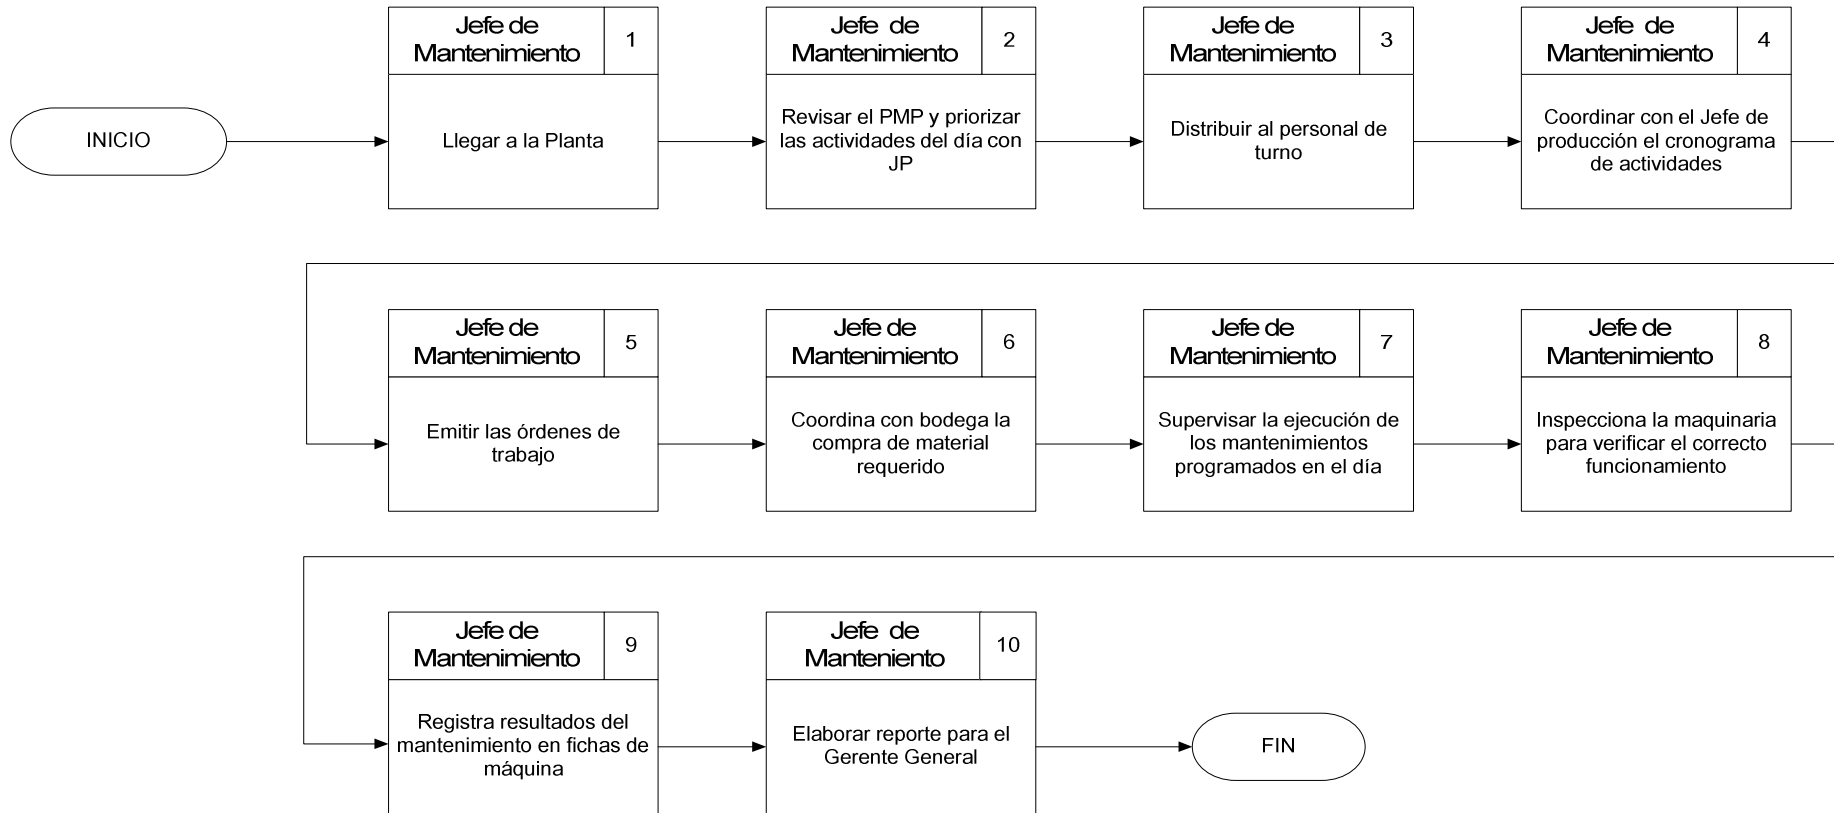 INICIO
Jefe de
Mantenimiento
1
Llegar a la Planta
Jefe de
Mantenimiento
2
Revisar el PMP y priorizar
las actividades del día con
JP
Jefe de
Mantenimiento
3
Distribuir al personal de
turno
Jefe de
Mantenimiento
4
Coordinar con el Jefe de
producción el cronograma
de actividades
Jefe de
Mantenimiento
5
Emitir las órdenes de
trabajo
Jefe de
Mantenimiento
6
Coordina con bodega la
compra de material
requerido
Jefe de
Mantenimiento
7
Supervisar la ejecución de
los mantenimientos
programados en el día
Jefe de
Mantenimiento
8
Inspecciona la maquinaria
para verificar el correcto
funcionamiento
Jefe de
Mantenimiento
9
Registra resultados del
mantenimiento en fichas de
máquina
Jefe de
Manteniento
10
Elaborar reporte para el
Gerente General
FIN